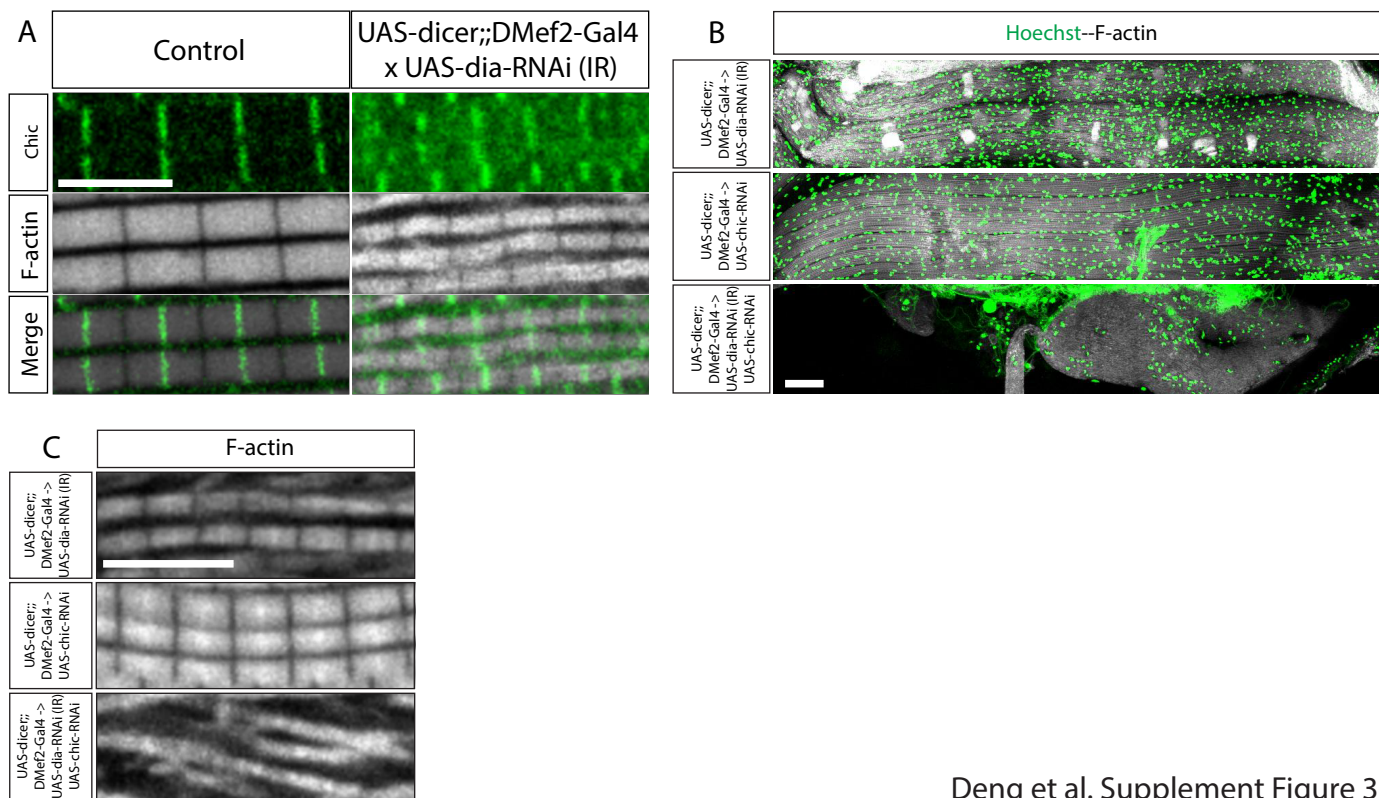 A
Control
UAS-dicer;;DMef2-Gal4
x UAS-dia-RNAi (IR)
Chic
F-actin
Merge
B
Hoechst--F-actin
UAS-dicer;;
DMef2-Gal4 ->
UAS-dia-RNAi (IR)
UAS-dicer;;
DMef2-Gal4 ->
UAS-chic-RNAi
UAS-dicer;;
DMef2-Gal4 ->
UAS-dia-RNAi (IR)
UAS-chic-RNAi
C
F-actin
UAS-dicer;;
DMef2-Gal4 ->
UAS-dia-RNAi (IR)
UAS-dicer;;
DMef2-Gal4 ->
UAS-chic-RNAi
UAS-dicer;;
DMef2-Gal4 ->
UAS-dia-RNAi (IR)
UAS-chic-RNAi
Deng et al. Supplement Figure 3